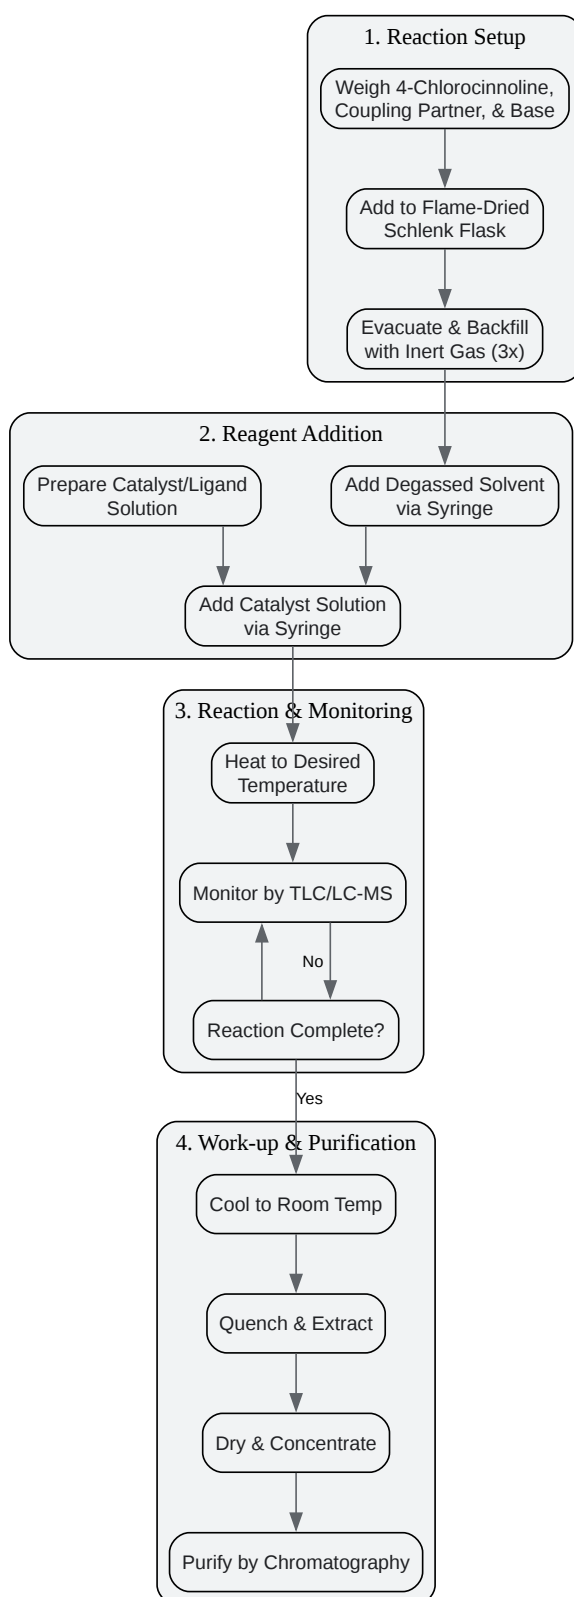 1. Reaction Setup
Weigh 4-Chlorocinnoline,
Coupling Partner, & Base
Add to Flame-Dried
Schlenk Flask
Evacuate & Backfill
with Inert Gas (3x)
2. Reagent Addition
Prepare Catalyst/Ligand
Solution
Add Degassed Solvent
via Syringe
Add Catalyst Solution
via Syringe
3. Reaction & Monitoring
Heat to Desired
Temperature
Monitor by TLC/LC-MS
No
Reaction Complete?
Yes
4. Work-up & Purification
Cool to Room Temp
Quench & Extract
Dry & Concentrate
Purify by Chromatography